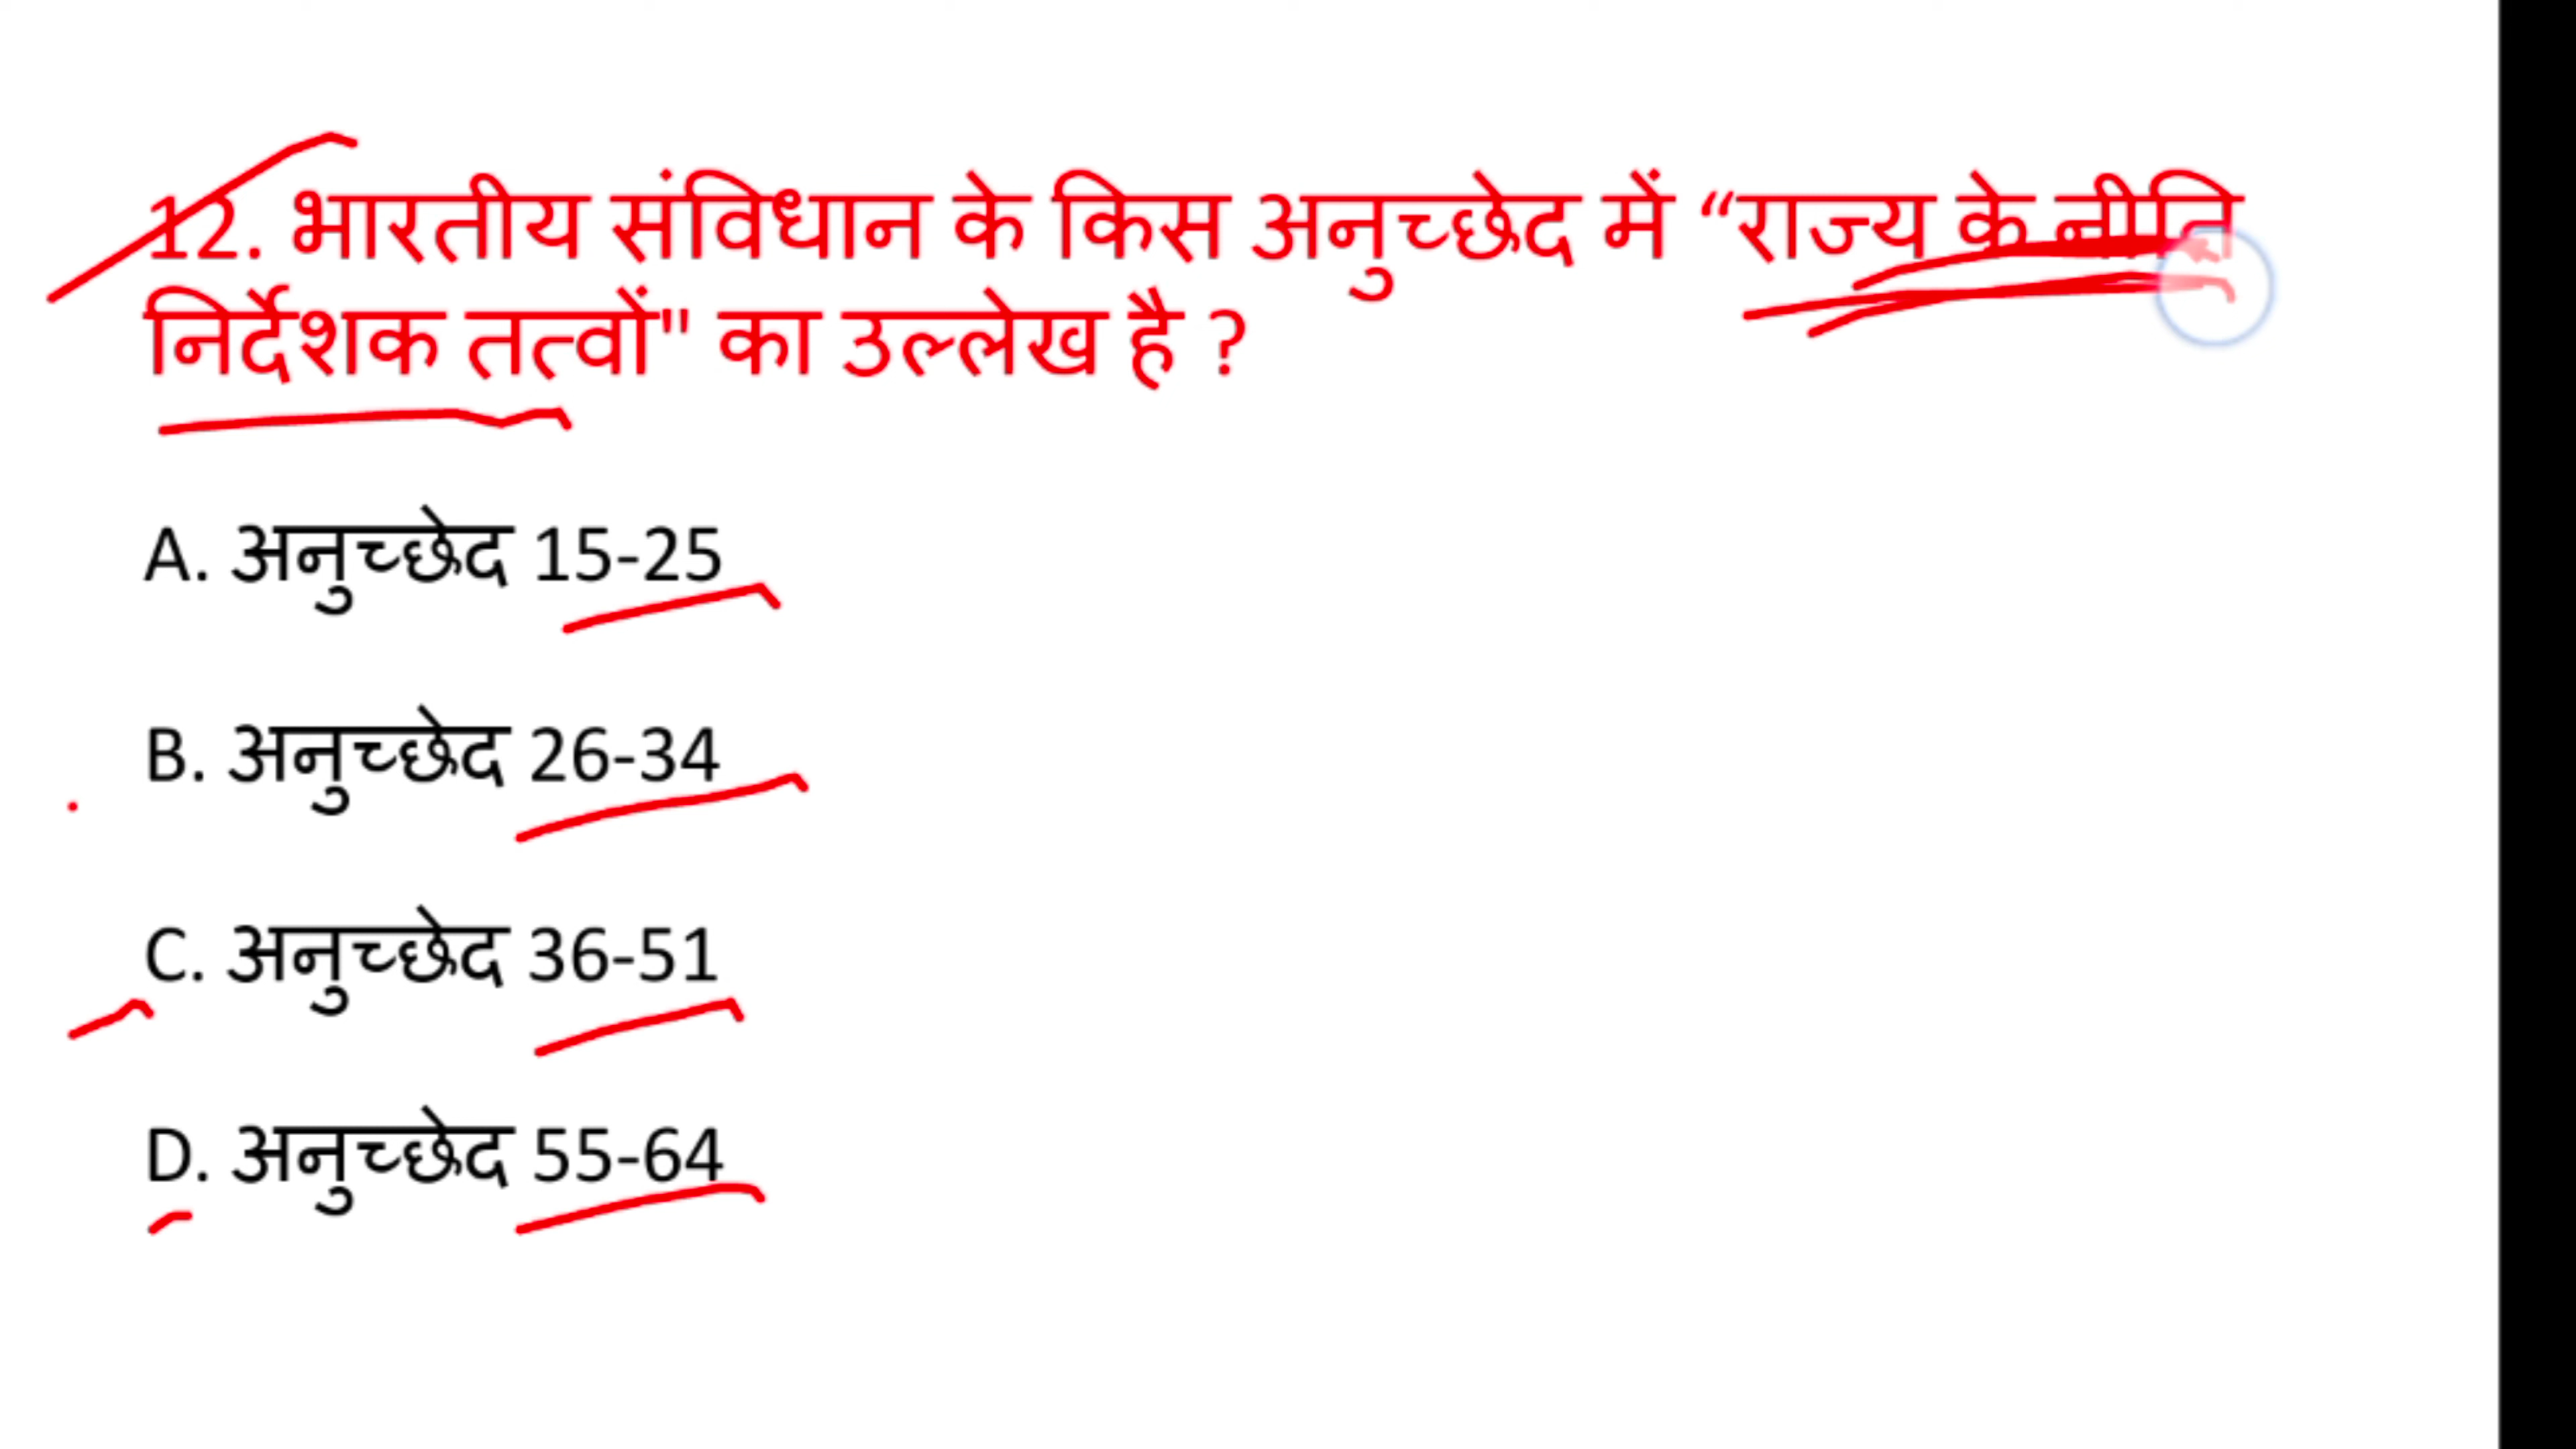 12. भारतीय संविधान के किस अनुच्छेद में “राज्य के नीति
निर्देशक तत्वों" का उल्लेख है ?
A. अनुच्छेद 15-25
B. अनुच्छेद 26-34
C. अनुच्छेद 36-51
D. अनुच्छेद 55-64